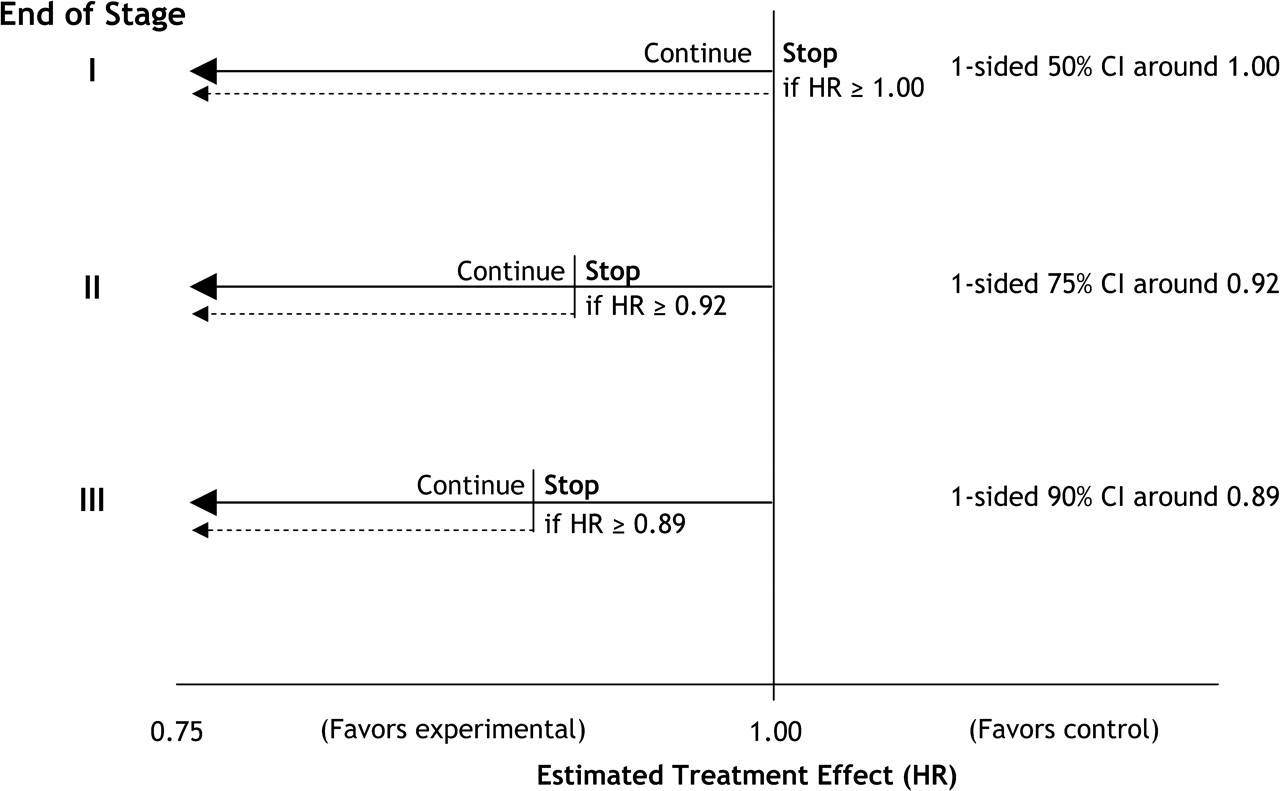 End of Stage
I
Continue
Stop
if HR ≥ 1.00
1-sided 50% CI around 1.00
II
Continue
Stop
if HR ≥ 0.92
1-sided 75% CI around 0.92
III
Continue
Stop
if HR ≥ 0.89
1-sided 90% CI around 0.89
0.75
(Favors experimental)
1.00
(Favors control)
Estimated Treatment Effect (HR)